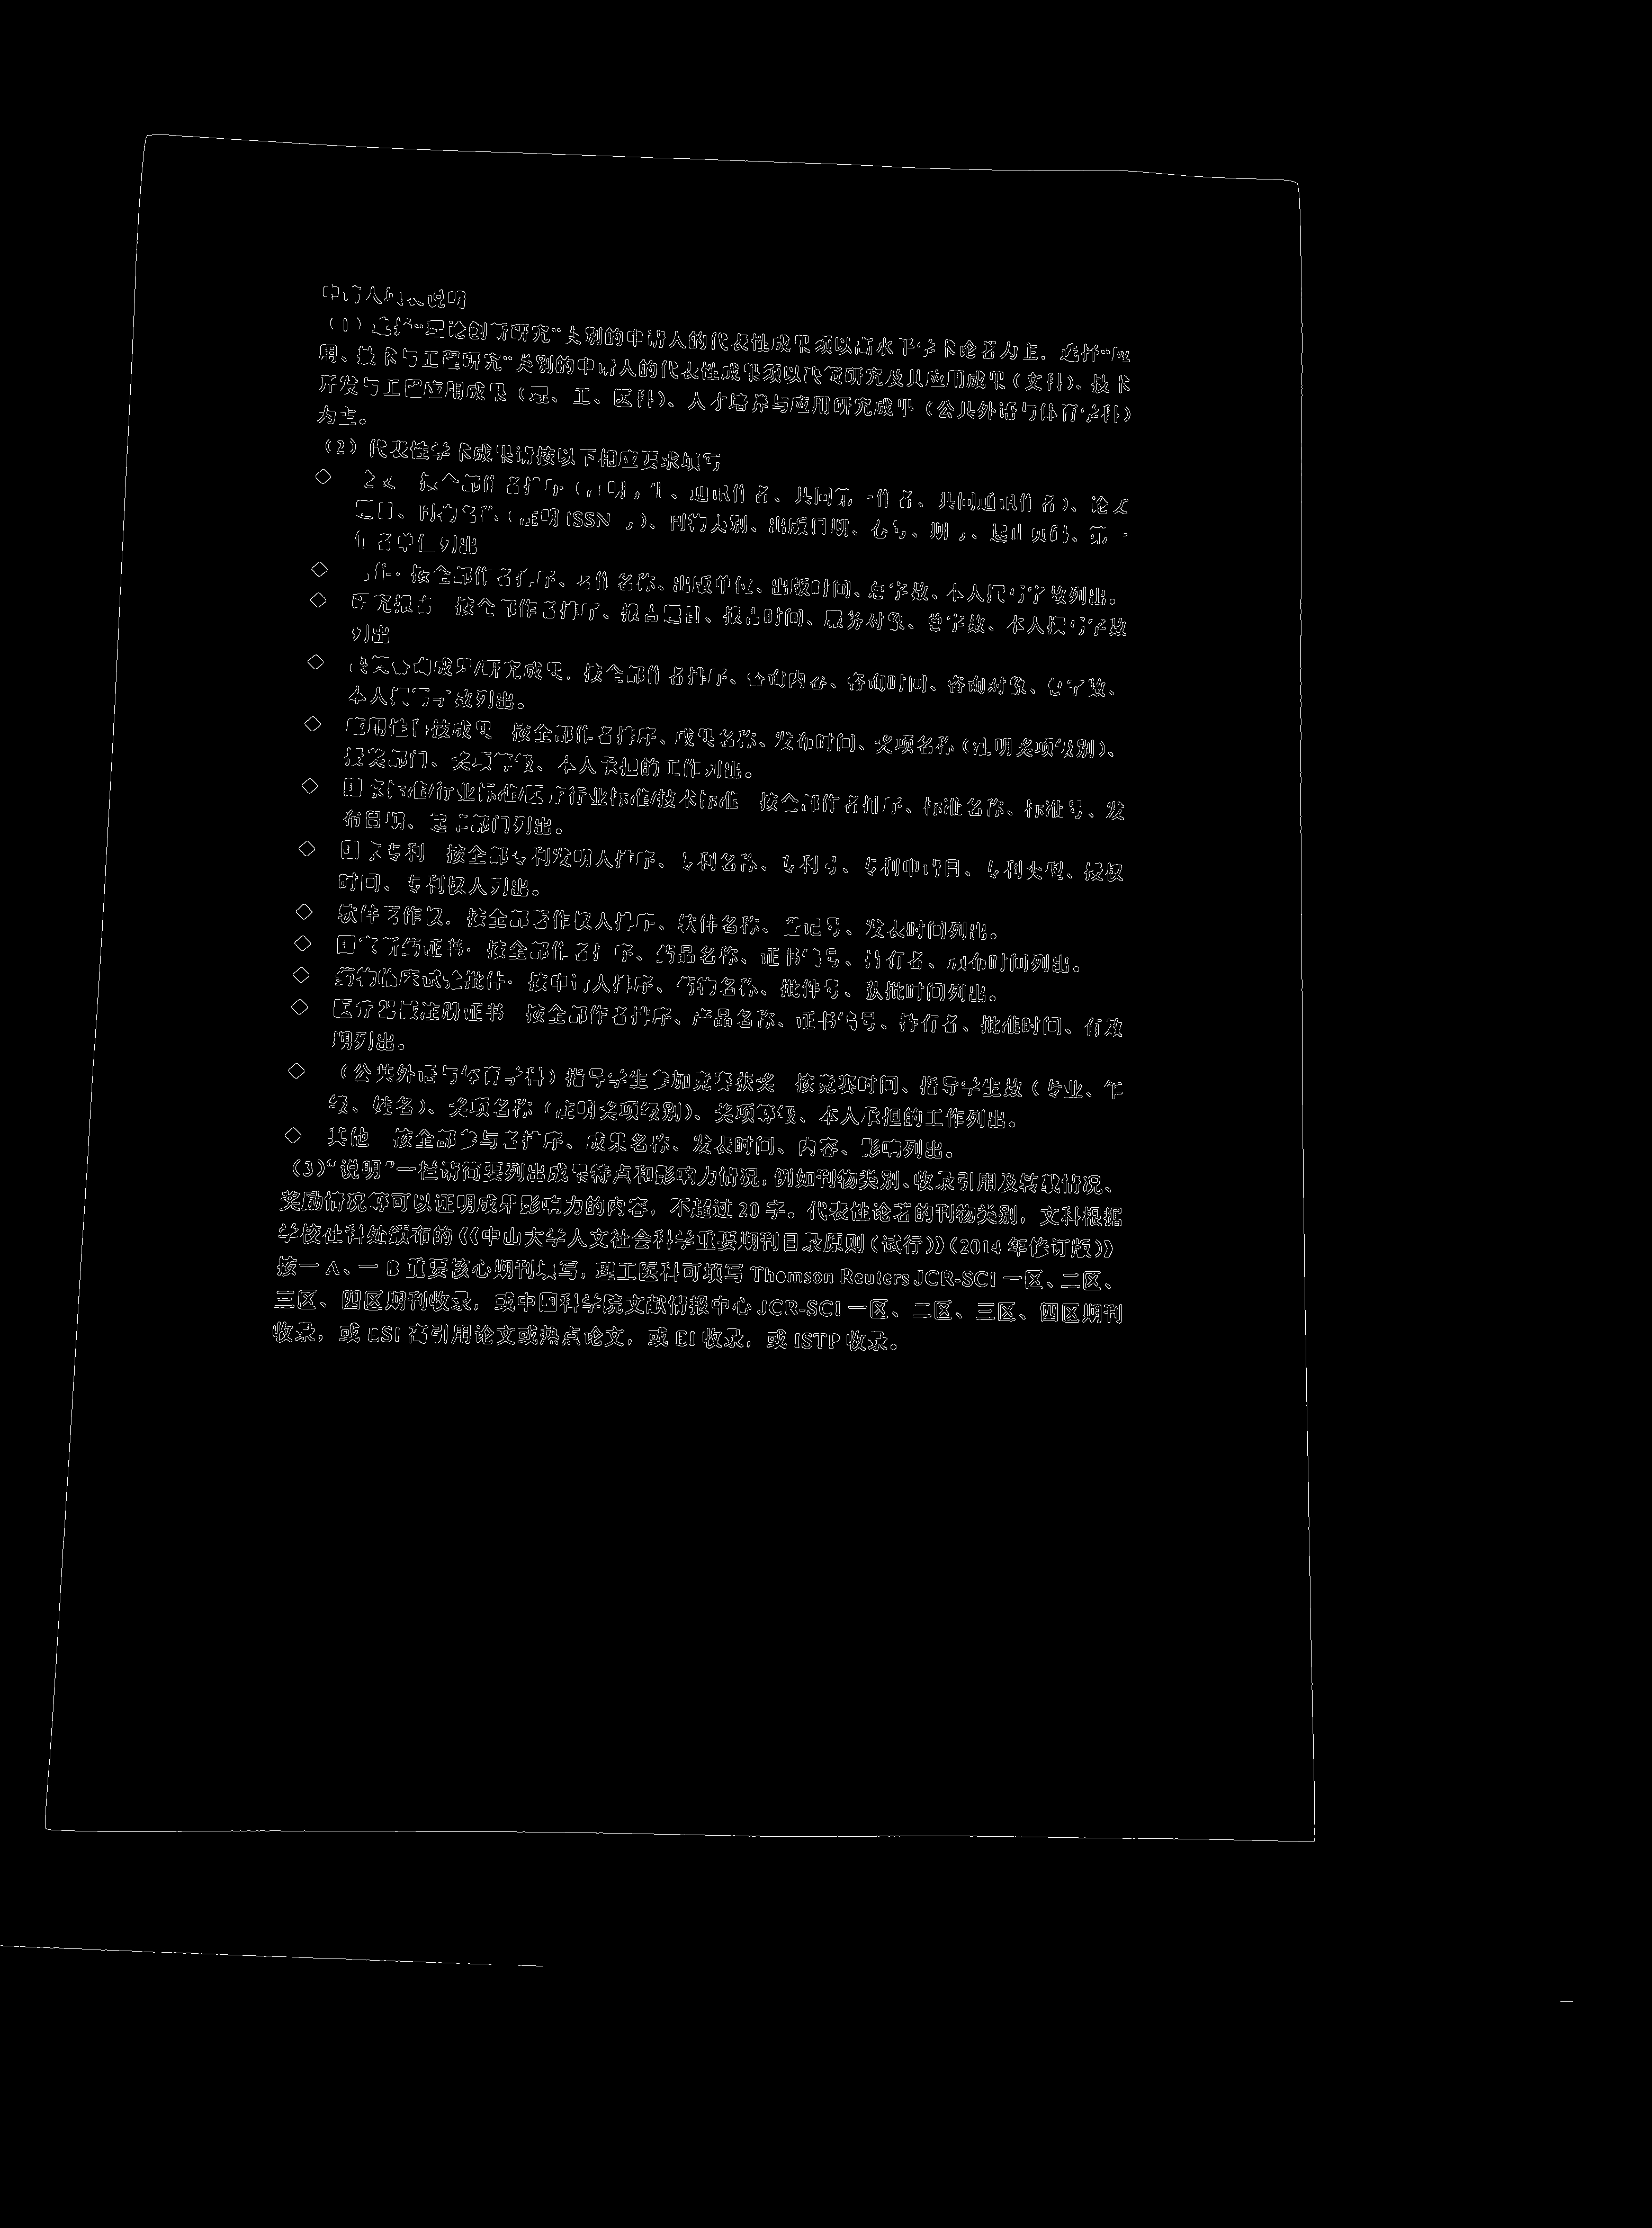 申请人填表说明
（1）选择“理论创新研究”类别的申请人的代表性成果须以高水平学术论著为主。选择“应
用、技术与工程研究”类别的申请人的代表性成果须以决策研究及其应用成果（文科）、技术
开发与工程应用成果（理、工、医科）、人才培养与应用研究成果（公共外语与体育学科）
为主。
（2）代表性学术成果请按以下相应要求填写
◇ 论文 按全部作者排序（注明 、通讯作者、共同第一作者、共同通讯作者）、论文
题目、刊物名称（注明 ISSN 号）、刊物类别、出版日期、卷号、期号、起止页码、第一
作者单位列出
◇ 著作：按全部作者排序、著作名称、出版单位、出版时间、总字数、本人撰写字数列出。
◇ 研究报告 按全部作者排序、报告题目、报告时间、服务对象、总字数、本人撰写字数
列出
◇ 决策咨询成果/研究成果：按全部作者排序、咨询内容、咨询时间、咨询对象、总字数、
本人撰写字数列出。
◇ 应用性科技成果 按全部作者排序、成果名称、发布时间、奖项名称（注明奖项级别）、
授奖部门、奖项等级、本人承担的工作列出。
◇ 国家标准/行业标准/医疗行业标准/技术标准 按全部作者排序、标准名称、标准号、发
布日期、 部门列出。
◇ 国家专利 按全部专利发明人排序、专利名称、专利号、专利申请日、专利类型、授权
时间、专利权人列出。
◇ 软件著作权：按全部著作权人排序、软件名称、登记号、发表时间列出。
◇ 国家新药证书：按全部作者排序、药品名称、证书编号、持有者、颁布时间列出。
◇ 药物临床试验批件：按申请人排序、药物名称、批件号、获批时间列出。
◇ 医疗器械注册证书 按全部作者排序、产品名称、证书编号、持有者、批准时间、有效
期列出。
◇ （公共外语与体育学科）指导学生参加竞赛获奖 按竞赛时间、指导学生数（专业、年
级、姓名）、奖项名称（注明奖项级别）、奖项等级、本人承担的工作列出。
◇ 其他 按全部参与者排序、成果名称、发表时间、内容、影响列出。
（3）“说明”一栏请简要列出成果特点和影响力情况，例如刊物类别、收录引用及转载情况、
奖励情况等可以证明成果影响力的内容，不超过 20 字。代表性论著的刊物类别，文科根据
学校社科处颁布的《《中山大学人文社会科学重要期刊目录原则（试行）》（2014 年修订版）》
按一 A、一 B 重要核心期刊填写，理工医科可填写 Thomson Reuters JCR-SCI 一区、二区、
三区、四区期刊收录，或中国科学院文献情报中心 JCR-SCI 一区、二区、三区、四区期刊
收录，或 ESI 高引用论文或热点论文，或 EI 收录，或 ISTP 收录。